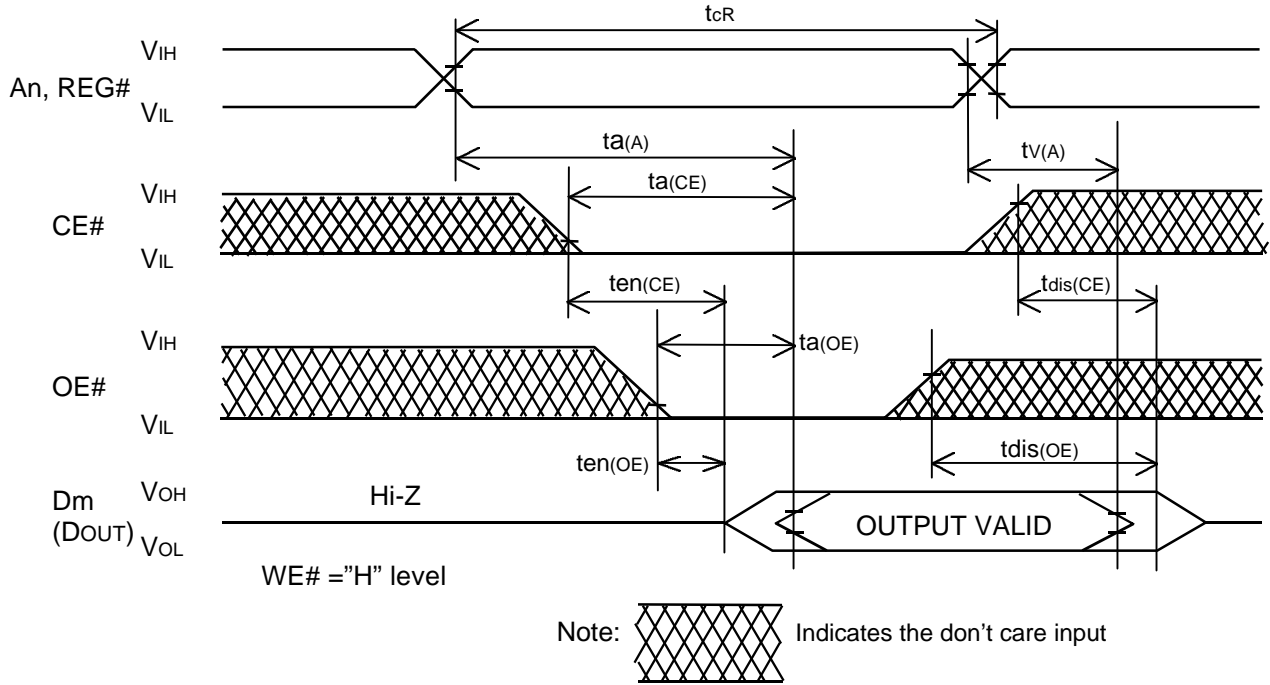 tcR
VIH
An, REG#
VIL
ta(A)
tV(A)
VIH
ta(CE)
CE#
VIL
ten(CE)
tdis(CE)
VIH
ta(OE)
OE#
VIL
ten(OE)
tdis(OE)
VOH
Hi-Z
Dm
(DOUT)
OUTPUT VALID
VOL
WE# ="H" level
Note:
Indicates the don't care input